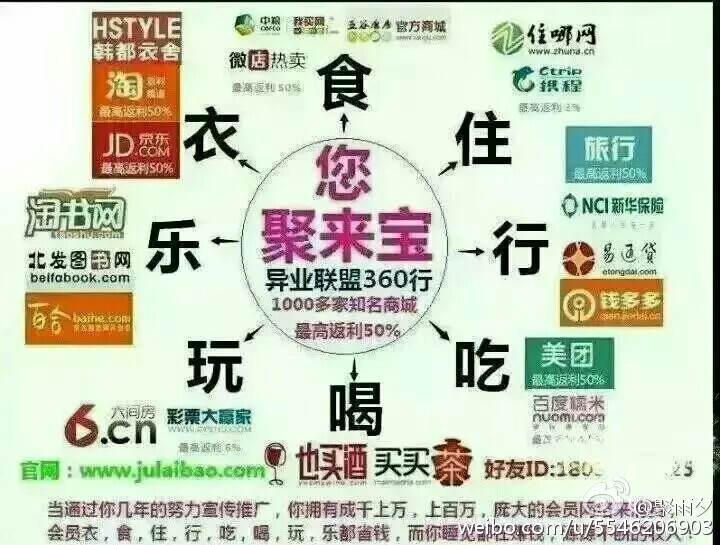 HSTYLE
韩都衣舍
淘
最高返利50%
JD.COM 京东
最高返利50%
中粮
COFCO
我买网
官方商城
微店热卖
最高返利50%
住哪网
www.zhuna.cn
Ctrip
携程
最高返利2%
衣
食
住
旅行
最高返利50%
您
聚来宝
异业联盟360行
1000多家知名商城
最高返利50%
淘书网
taoshu.com
北发图书网
beifabook.com
百合 baihe.com
乐
行
NCI 新华保险
易通贷
etongdai.com
钱多多
玩
喝
吃
美团
最高返利50%
百度糯米
nuomi.com
六间房
6.cn
彩票大赢家
最高返利6%
也买酒
买买茶
官网：www.julaibao.com
好友ID:180
25
当通过你几年的努力宣传推广，你拥有成千上万，上百万，庞大的会员
会员衣，食，住，行，吃，喝，玩，乐都省钱，而你睡觉都在赚钱
weibo.com/u/5546206903